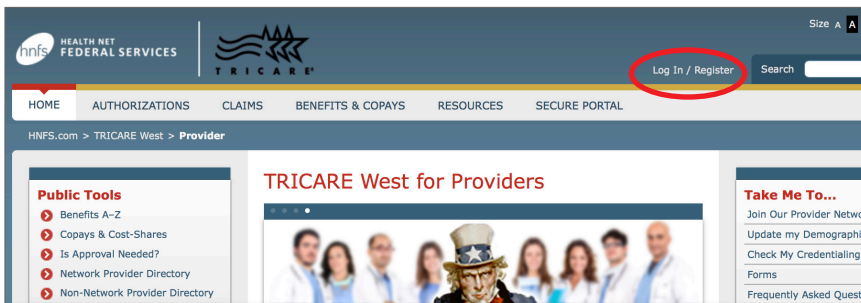 Size A A
hnfs HEALTH NET
FEDERAL SERVICES
TRICARE
Log In / Register
Search
HOME AUTHORIZATIONS CLAIMS BENEFITS & COPAYS RESOURCES SECURE PORTAL
HNFS.com > TRICARE West > Provider
Public Tools
Benefits A–Z
Copays & Cost-Shares
Is Approval Needed?
Network Provider Directory
Non-Network Provider Directory
TRICARE West for Providers
Take Me To...
Join Our Provider Netwo
Update my Demographi
Check My Credentialing
Forms
Frequently Asked Quest